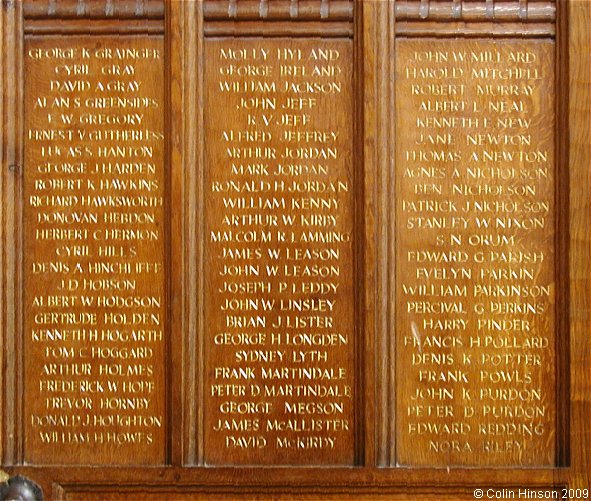 GEORGE K GRAINGER
CYRIL GRAY
DAVID A GRAY
ALAN S GREENSIDES
E W GREGORY
ERNEST V GUTHERLESS
LUCAS S. HANTON
GEORGE J HARDEN
ROBERT K HAWKINS
RICHARD HAWKSWORTH
DONOVAN HEBDON
HERBERT C HERMON
CYRIL HILLS
DENIS A HINCHLIFFE
J D HOBSON
ALBERT W HODGSON
GERTRUDE HOLDEN
KENNETH H HOGARTH
TOM C HOGGARD
ARTHUR HOLMES
FREDERICK W HOPE
TREVOR HORNBY
DONALD J HOUGHTON
WILLIAM H HOWES
MOLLY HYLAND
GEORGE IRELAND
WILLIAM JACKSON
JOHN JEFF
R V JEFF
ALFRED JEFFREY
ARTHUR JORDAN
MARK JORDAN
RONALD H JORDAN
WILLIAM KENNY
ARTHUR W KIRBY
MALCOLM R LAMMING
JAMES W LEASON
JOHN W LEASON
JOSEPH P LEDDY
JOHN W LINSLEY
BRIAN J LISTER
GEORGE H LONGDEN
SYDNEY LYTH
FRANK MARTINDALE
PETER D MARTINDALE
GEORGE MEGSON
JAMES McALLISTER
DAVID McKIRDY
JOHN W MILLARD
HAROLD MITCHELL
ROBERT MURRAY
ALBERT L NEAL
KENNETH E NEW
JANE NEWTON
THOMAS A NEWTON
AGNES A NICHOLSON
BEN NICHOLSON
PATRICK J NICHOLSON
STANLEY W NIXON
S N ORUM
EDWARD G PARISH
EVELYN PARKIN
WILLIAM PARKINSON
PERCIVAL G PERKINS
HARRY PINDER
FRANCIS H POLLARD
DENIS K POTTER
FRANK POWLS
JOHN K PURDON
PETER D PURDON
EDWARD REDDING
NORA RILEY
© Colin Hinson 2009